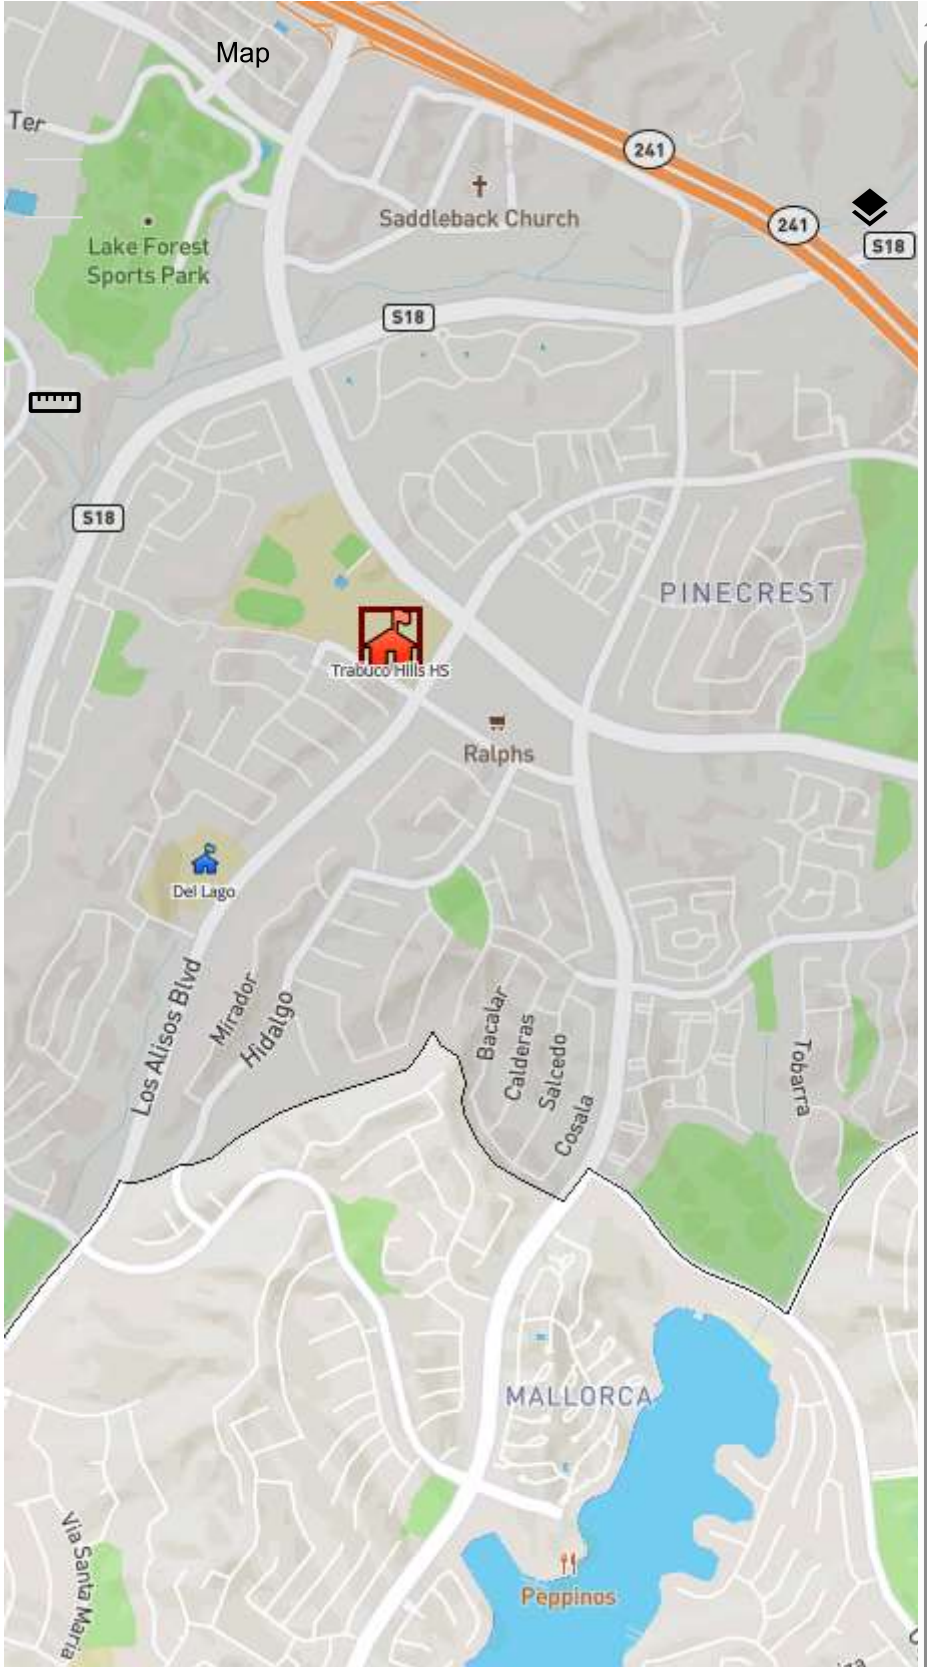 Map
Ter
241
Saddleback Church
241
S18
Lake Forest
Sports Park
S18
S18
PINECREST
Trabuco Hills HS
Ralphs
Del Lago
Los Alisos Blvd
Mirador
Hidalgo
Bacalar
Calderas
Salcedo
Cosala
Tobarra
MALLORCA
Via Santa Maria
Peppinos